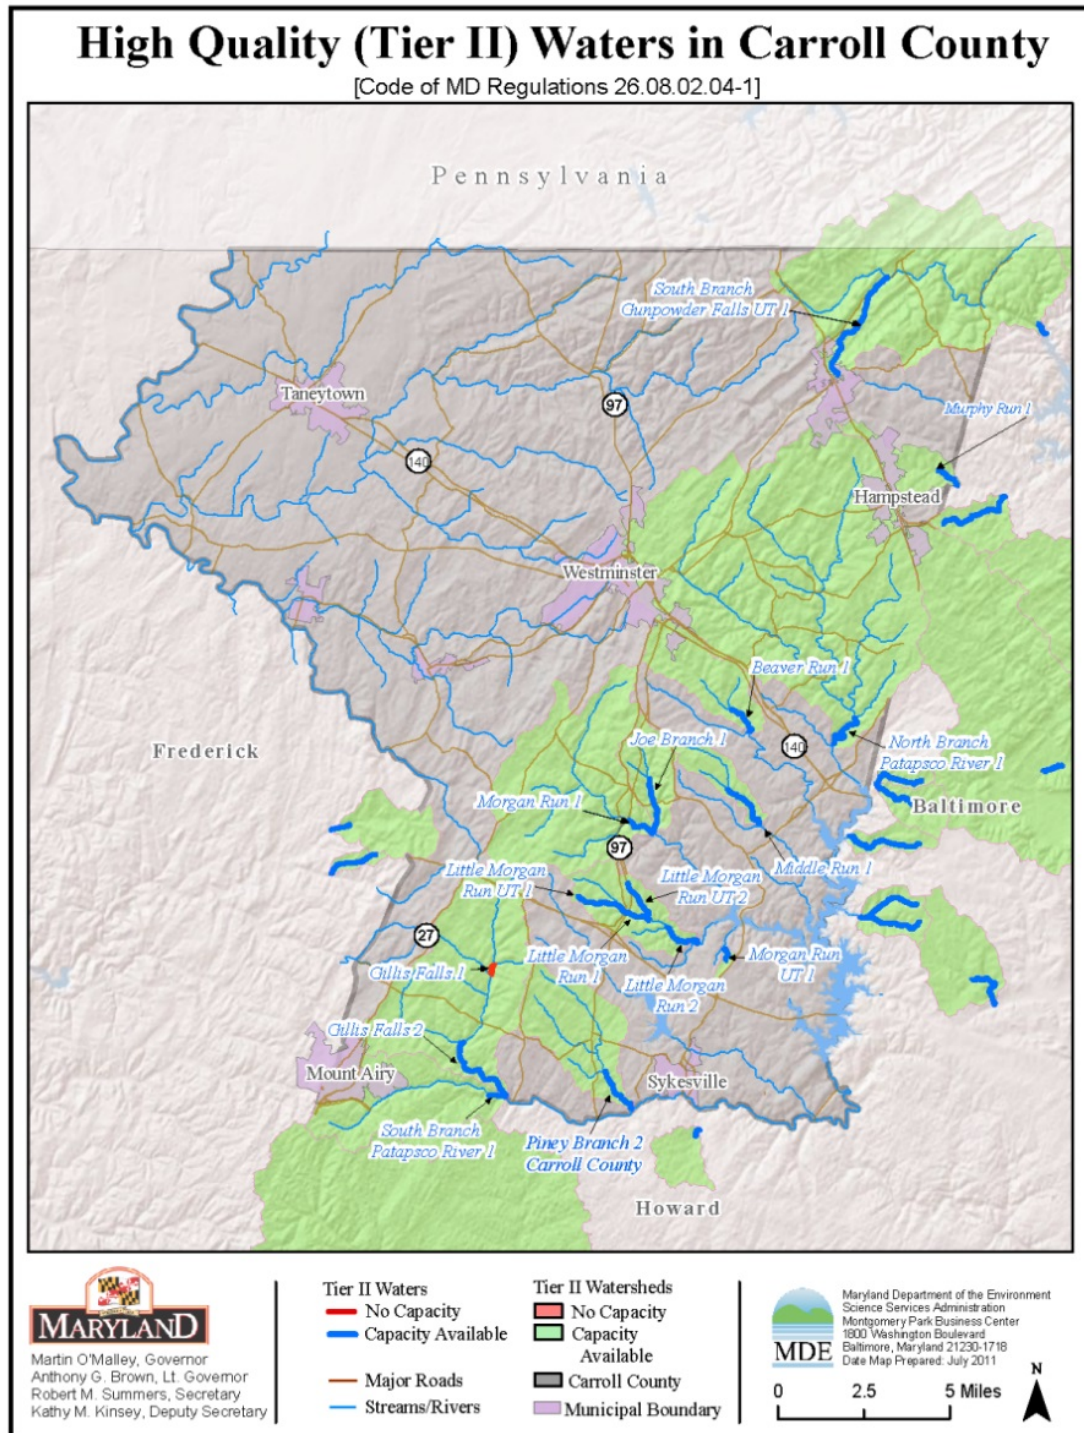 High Quality (Tier II) Waters in Carroll County
[Code of MD Regulations 26.08.02.04-1]
Pennsylvania
South Branch
Gunpowder Falls UT 1
Taneytown
97
Murphy Run 1
140
Hampstead
Westminster
Beaver Run 1
Frederick
Joe Branch 1
140
North Branch
Patapsco River 1
Morgan Run 1
Baltimore
97
Little Morgan
Run UT 1
Little Morgan
Run UT 2
Middle Run 1
27
Gillis Falls 1
Little Morgan
Run 1
Little Morgan
Run 2
Morgan Run
UT 1
Gillis Falls 2
Mount Airy
Sykesville
South Branch
Patapsco River 1
Piney Branch 2
Carroll County
Howard
MARYLAND
Martin O'Malley, Governor
Anthony G. Brown, Lt. Governor
Robert M. Summers, Secretary
Kathy M. Kinsey, Deputy Secretary
Tier II Waters
No Capacity
Capacity Available
Major Roads
Streams/Rivers
Tier II Watersheds
No Capacity
Capacity
Available
Carroll County
Municipal Boundary
MDE
Maryland Department of the Environment
Science Services Administration
Montgomery Park Business Center
1800 Washington Boulevard
Baltimore, Maryland 21230-1718
Date Map Prepared: July 2011
N
0 2.5 5 Miles